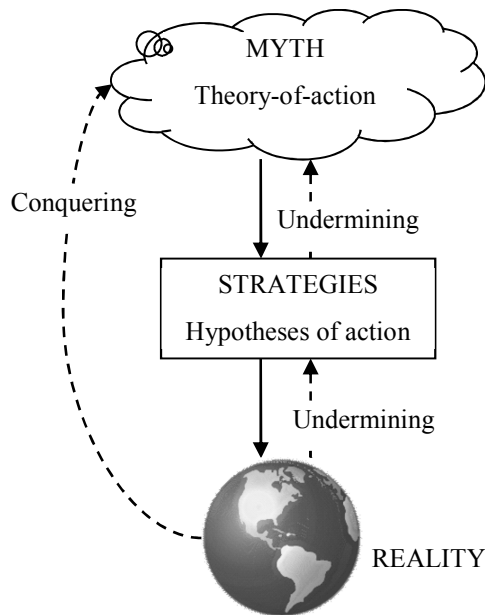 MYTH
Theory-of-action
Conquering
Undermining
STRATEGIES
Hypotheses of action
Undermining
REALITY